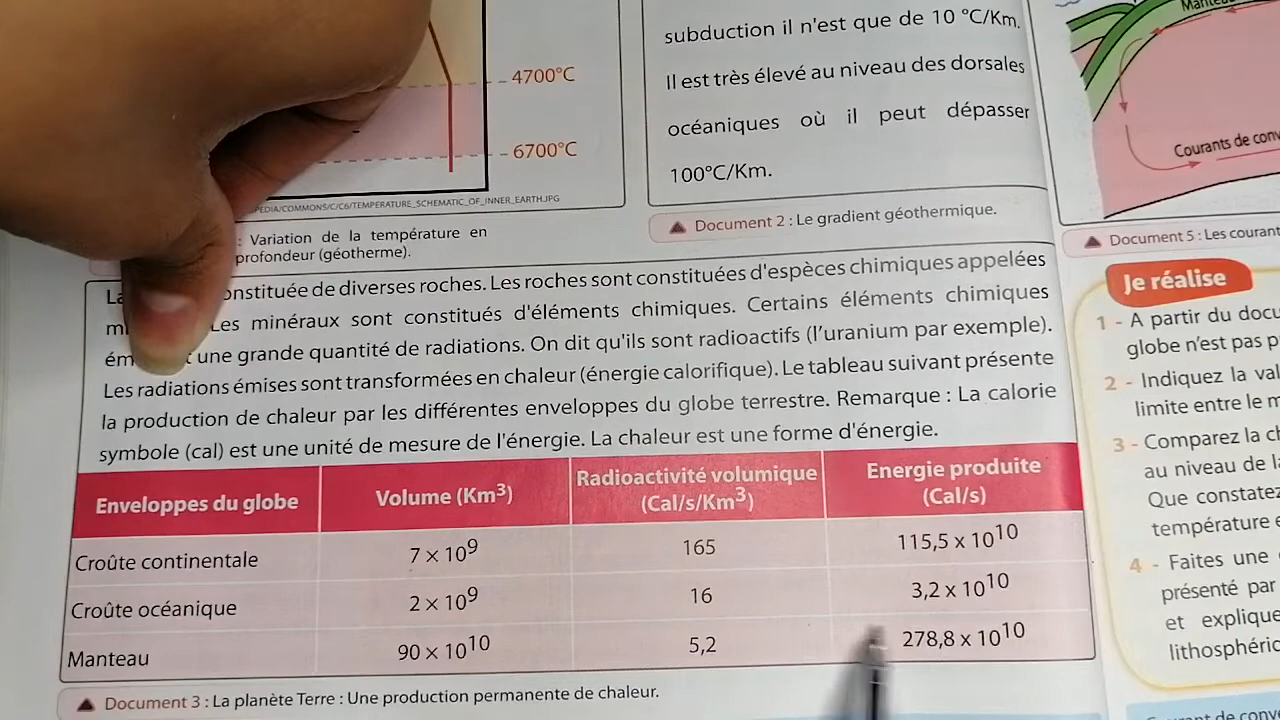 4700°C
6700°C
PEDIA/COMMONS/C/C6/TEMPERATURE_SCHEMATIC_OF_INNER_EARTH.JPG
: Variation de la température en
profondeur (géotherme).
subduction il n'est que de 10 °C/Km.
Il est très élevé au niveau des dorsales
océaniques où il peut dépasser
100°C/Km.
Document 2 : Le gradient géothermique.
Courants de conv
Document 5 : Les courant
La onstituée de diverses roches. Les roches sont constituées d'espèces chimiques appelées
m Les minéraux sont constitués d'éléments chimiques. Certains éléments chimiques
ém t une grande quantité de radiations. On dit qu'ils sont radioactifs (l'uranium par exemple).
Les radiations émises sont transformées en chaleur (énergie calorifique). Le tableau suivant présente
la production de chaleur par les différentes enveloppes du globe terrestre. Remarque : La calorie
symbole (cal) est une unité de mesure de l'énergie. La chaleur est une forme d'énergie.
Enveloppes du globe Volume (Km³) Radioactivité volumique (Cal/s/Km³) Energie produite (Cal/s)
Croûte continentale 7 × 10⁹ 165 115,5 x 10¹⁰
Croûte océanique 2 × 10⁹ 16 3,2 x 10¹⁰
Manteau 90 × 10¹⁰ 5,2 278,8 x 10¹⁰
Document 3 : La planète Terre : Une production permanente de chaleur.
Je réalise
1 - A partir du docu
globe n'est pas p
2 - Indiquez la val
limite entre le m
3 - Comparez la ch
au niveau de la
Que constatez
température e
4 - Faites une
présenté par
et explique
lithosphéric